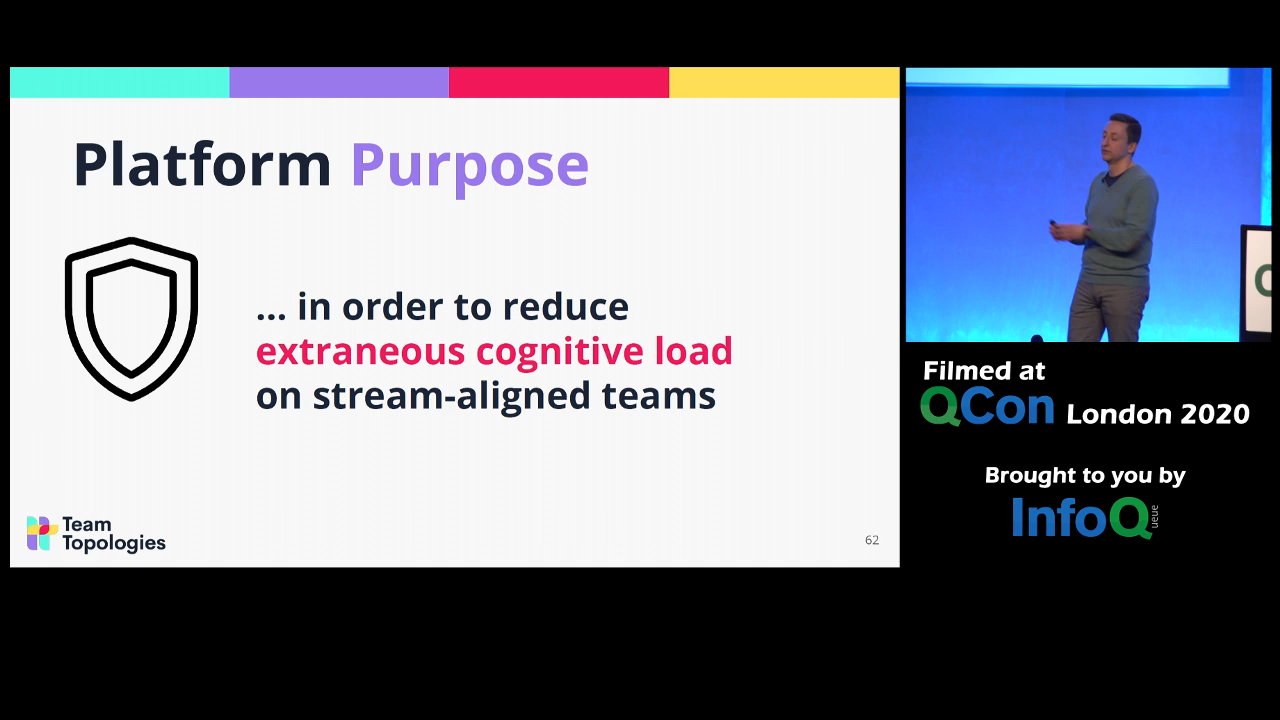 Platform Purpose
... in order to reduce
extraneous cognitive load
on stream-aligned teams
Team
Topologies
62
Filmed at
QCon London 2020
Brought to you by
InfoQ
ueue